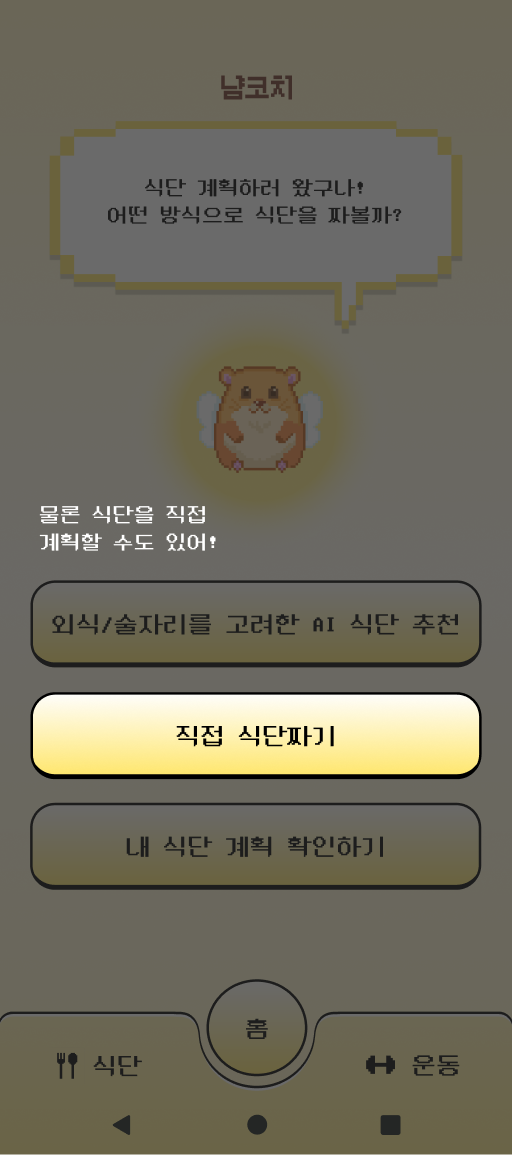 냠코치
식단 계획하러 왔구나!
어떤 방식으로 식단을 짜볼까?
물론 식단을 직접
계획할 수도 있어!
외식/술자리를 고려한 AI 식단 추천
직접 식단짜기
내 식단 계획 확인하기
홈
식단
운동